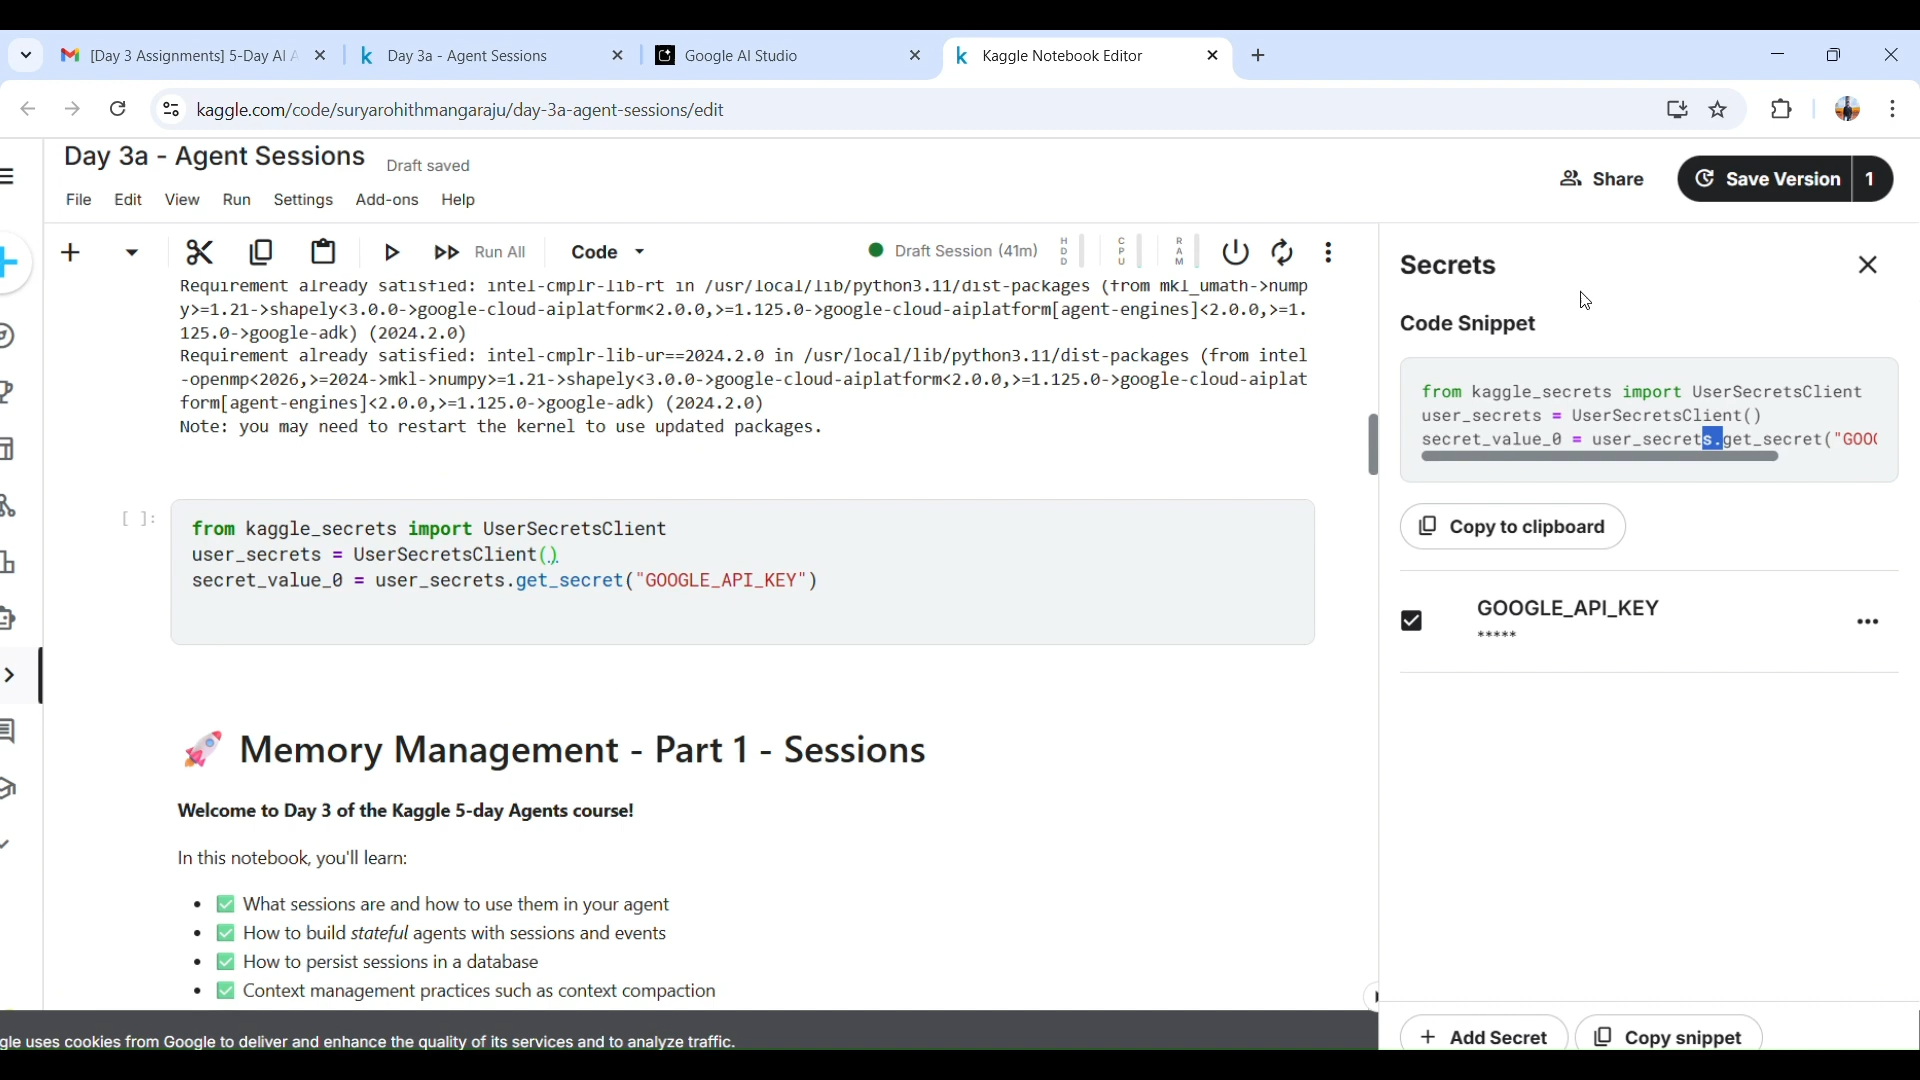 [Day 3 Assignments] 5-Day AI A
Day 3a - Agent Sessions
Google AI Studio
Kaggle Notebook Editor
kaggle.com/code/suryarohithmangaraju/day-3a-agent-sessions/edit
Day 3a - Agent Sessions
Draft saved
File Edit View Run Settings Add-ons Help
Share
Save Version 1
Run All
Code
Draft Session (41m)
HDD
CPU
RAM
Requirement already satisfied: intel-cmplr-lib-rt in /usr/local/lib/python3.11/dist-packages (from mkl_umath->nump
y>=1.21->shapely<3.0.0->google-cloud-aiplatform<2.0.0,>=1.125.0->google-cloud-aiplatform[agent-engines]<2.0.0,>=1.
125.0->google-adk) (2024.2.0)
Requirement already satisfied: intel-cmplr-lib-ur==2024.2.0 in /usr/local/lib/python3.11/dist-packages (from intel
-openmp<2026,>=2024->mkl->numpy>=1.21->shapely<3.0.0->google-cloud-aiplatform<2.0.0,>=1.125.0->google-cloud-aiplat
form[agent-engines]<2.0.0,>=1.125.0->google-adk) (2024.2.0)
Note: you may need to restart the kernel to use updated packages.
[ ]:
from kaggle_secrets import UserSecretsClient
user_secrets = UserSecretsClient()
secret_value_0 = user_secrets.get_secret("GOOGLE_API_KEY")
🚀 Memory Management - Part 1 - Sessions
Welcome to Day 3 of the Kaggle 5-day Agents course!
In this notebook, you'll learn:
• ✅ What sessions are and how to use them in your agent
• ✅ How to build stateful agents with sessions and events
• ✅ How to persist sessions in a database
• ✅ Context management practices such as context compaction
gle uses cookies from Google to deliver and enhance the quality of its services and to analyze traffic.
Secrets
Code Snippet
from kaggle_secrets import UserSecretsClient
user_secrets = UserSecretsClient()
secret_value_0 = user_secrets.get_secret("GOO
Copy to clipboard
GOOGLE_API_KEY
*****
+ Add Secret
Copy snippet